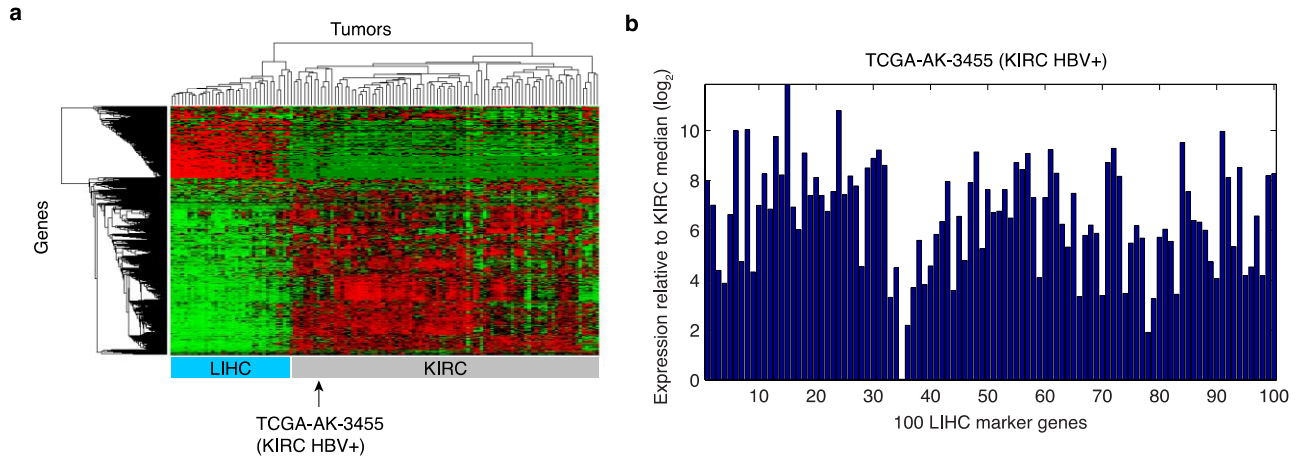 a
Tumors
Genes
LIHC
KIRC
TCGA-AK-3455
(KIRC HBV+)
b
TCGA-AK-3455 (KIRC HBV+)
Expression relative to KIRC median (log2)
10
8
6
4
2
0
10 20 30 40 50 60 70 80 90 100
100 LIHC marker genes